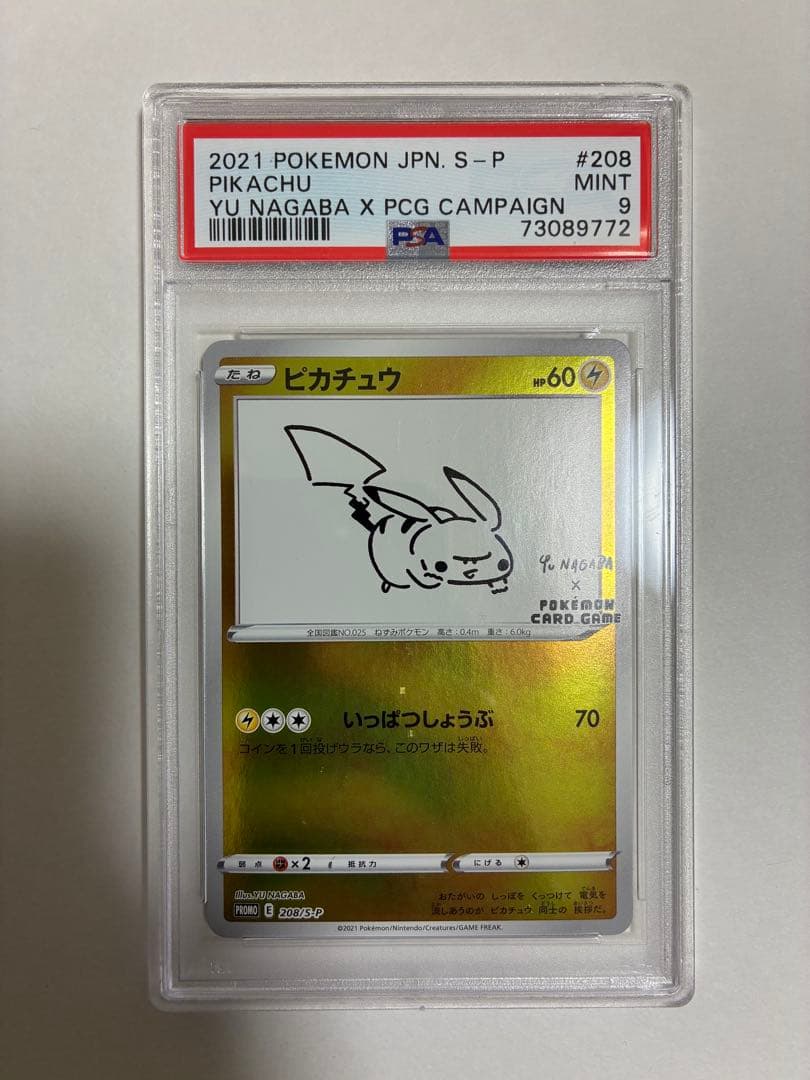 2021 POKEMON JPN. S-P #208
PIKACHU MINT
YU NAGABA X PCG CAMPAIGN 9
73089772
PSA
たね ピカチュウ HP60
Yu NAGABA
×
POKÉMON
CARD GAME
全国図鑑NO.025 ねずみポケモン 高さ:0.4m 重さ:6.0kg
いっぱつしょうぶ 70
コインを1回投げウラなら、このワザは失敗。
弱点 ×2 抵抗力 にげる
Illus.YU NAGABA
おたがいの しっぽを くっつけて 電気を
流しあうのが ピカチュウ 同士の 挨拶だ。
PROMO E 208/S-P
©2021 Pokémon/Nintendo/Creatures/GAME FREAK.